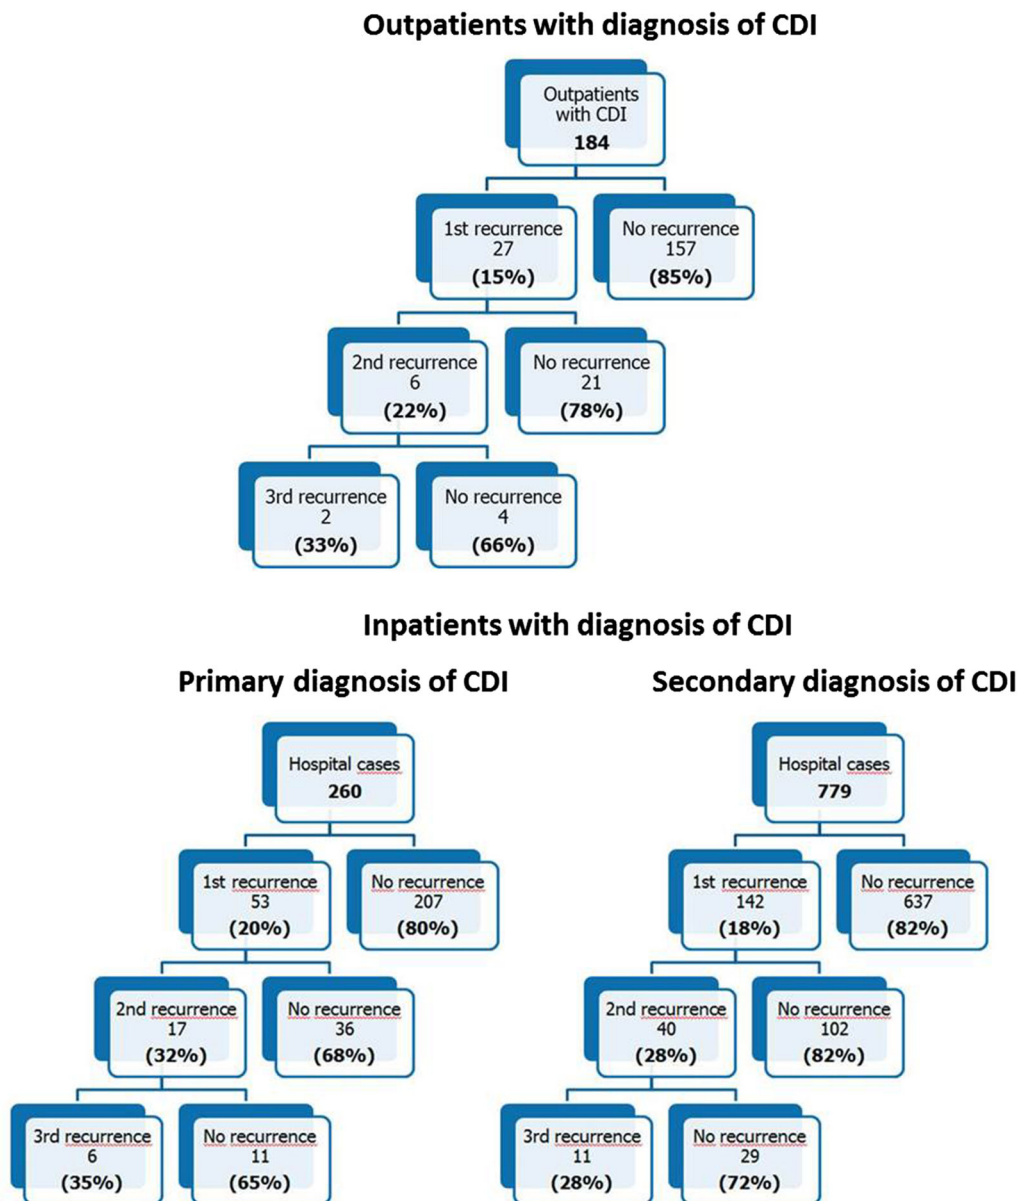 Outpatients with diagnosis of CDI
Outpatients
with CDI
184
1st recurrence
27
(15%)
No recurrence
157
(85%)
2nd recurrence
6
(22%)
No recurrence
21
(78%)
3rd recurrence
2
(33%)
No recurrence
4
(66%)
Inpatients with diagnosis of CDI
Primary diagnosis of CDI
Hospital cases
260
1st recurrence
53
(20%)
No recurrence
207
(80%)
2nd recurrence
17
(32%)
No recurrence
36
(68%)
3rd recurrence
6
(35%)
No recurrence
11
(65%)
Secondary diagnosis of CDI
Hospital cases
779
1st recurrence
142
(18%)
No recurrence
637
(82%)
2nd recurrence
40
(28%)
No recurrence
102
(82%)
3rd recurrence
11
(28%)
No recurrence
29
(72%)